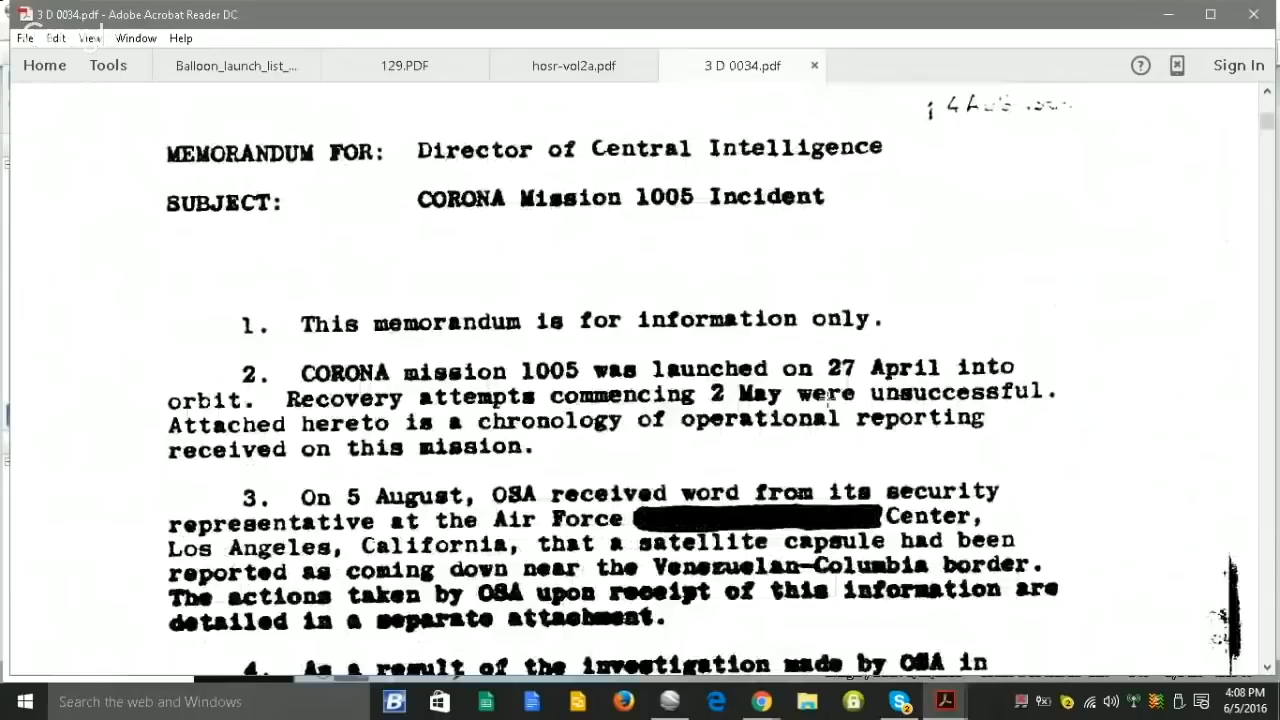 3 D 0034.pdf - Adobe Acrobat Reader DC
Google
File Edit View Window Help
Home Tools Balloon_launch_list_... 129.PDF hosr-vol2a.pdf 3 D 0034.pdf × Sign In
MEMORANDUM FOR: Director of Central Intelligence
SUBJECT: CORONA Mission 1005 Incident
1. This memorandum is for information only.
2. CORONA mission 1005 was launched on 27 April into
orbit. Recovery attempts commencing 2 May were unsuccessful.
Attached hereto is a chronology of operational reporting
received on this mission.
3. On 5 August, OSA received word from its security
representative at the Air Force Center,
Los Angeles, California, that a satellite capsule had been
reported as coming down near the Venezuelan-Columbia border.
The actions taken by OSA upon receipt of this information are
detailed in a separate attachment.
4. As a result of the investigation made by OSA in
Search the web and Windows
4:08 PM
6/5/2016